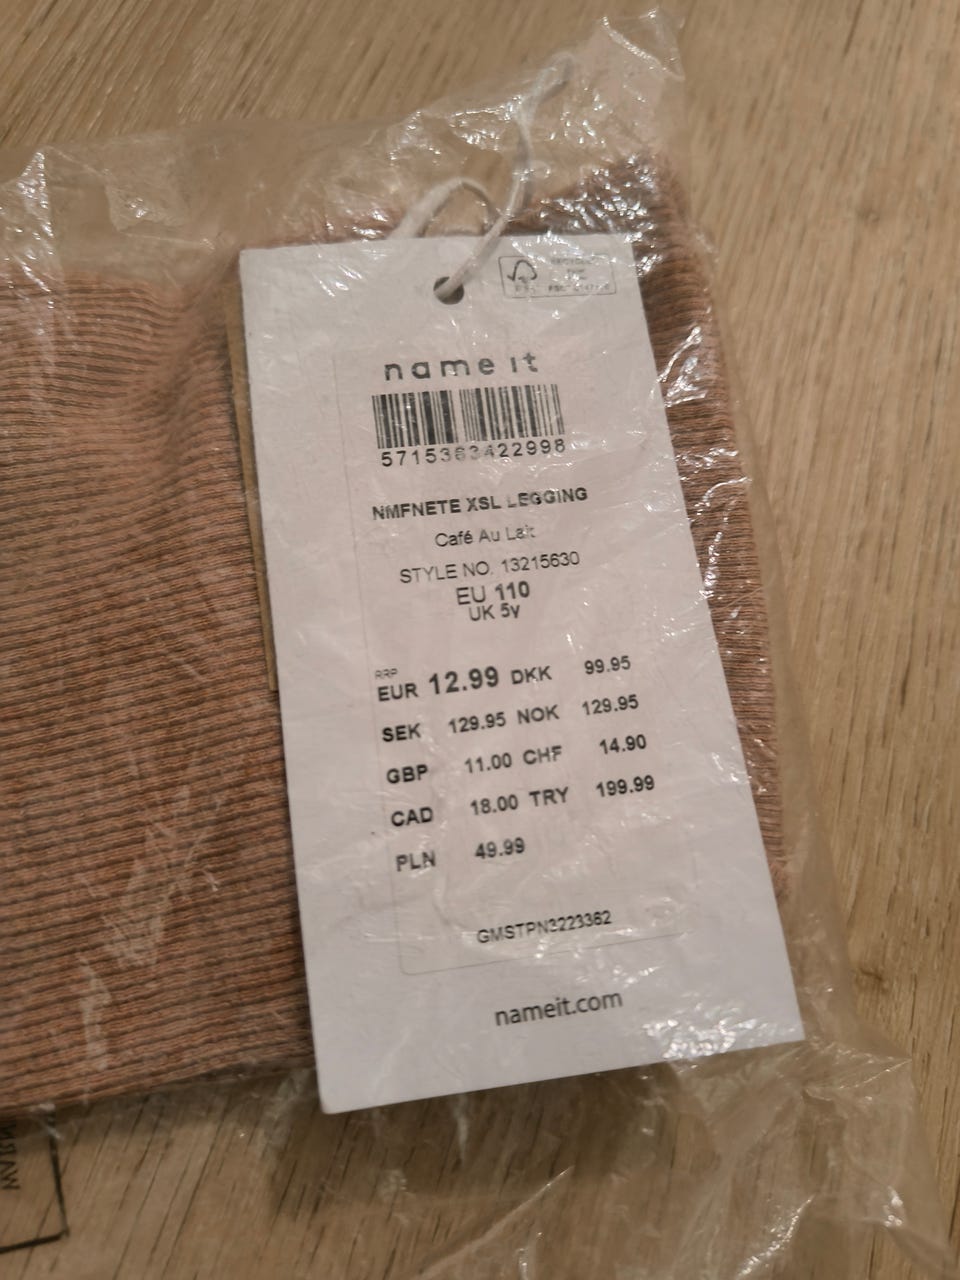 name it
5715363422998
NMFNETE XSL LEGGING
Café Au Lait
STYLE NO. 13215630
EU 110
UK 5y
RRP
EUR 12.99 DKK 99.95
SEK 129.95 NOK 129.95
GBP 11.00 CHF 14.90
CAD 18.00 TRY 199.99
PLN 49.99
GMSTPN3223362
nameit.com